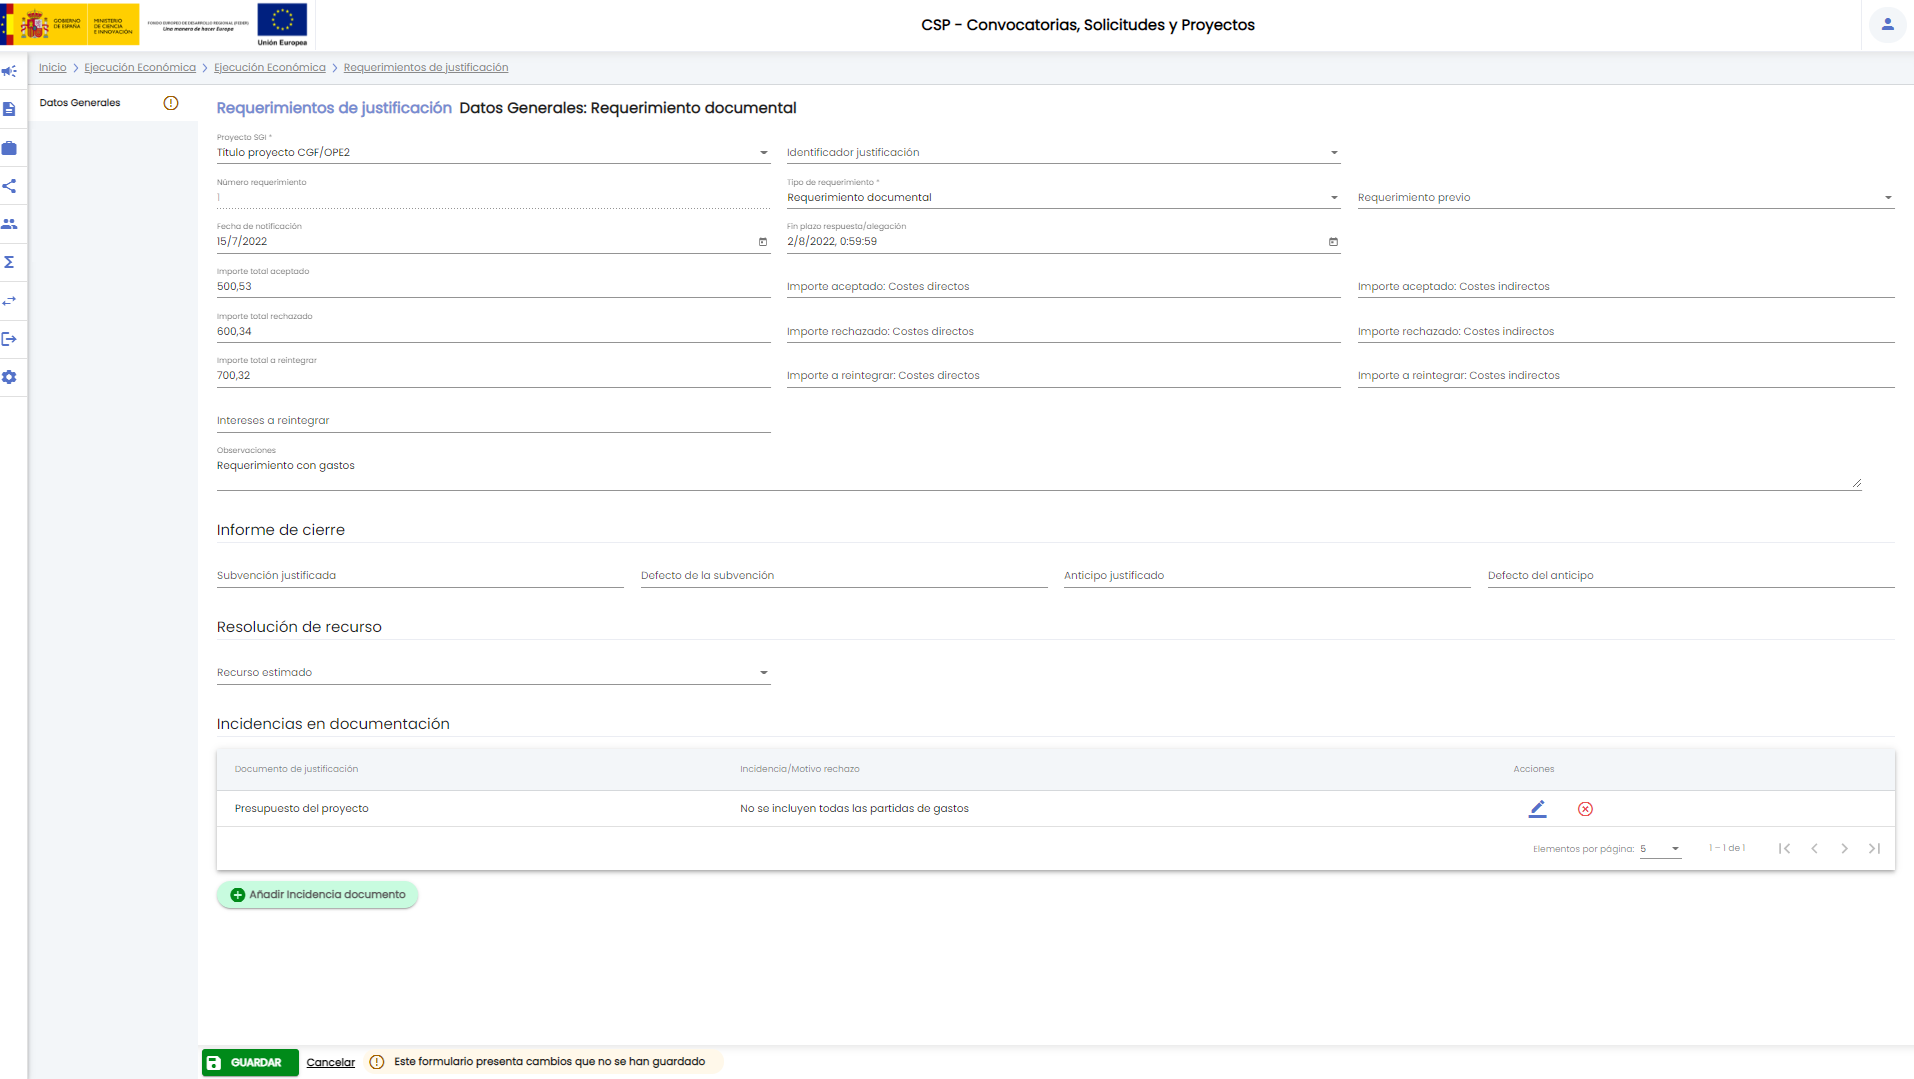 GOBIERNO DE ESPAÑA
MINISTERIO DE CIENCIA E INNOVACIÓN
FONDO EUROPEO DE DESARROLLO REGIONAL (FEDER)
Una manera de hacer Europa
Unión Europea
CSP - Convocatorias, Solicitudes y Proyectos
Inicio > Ejecución Económica > Ejecución Económica > Requerimientos de justificación
Datos Generales
Requerimientos de justificación Datos Generales: Requerimiento documental
Proyecto SGI *
Título proyecto CGF/OPE2
Identificador justificación
Número requerimiento
1
Tipo de requerimiento *
Requerimiento documental
Requerimiento previo
Fecha de notificación
15/7/2022
Fin plazo respuesta/alegación
2/8/2022, 0:59:59
Importe total aceptado
500,53
Importe aceptado: Costes directos
Importe aceptado: Costes indirectos
Importe total rechazado
600,34
Importe rechazado: Costes directos
Importe rechazado: Costes indirectos
Importe total a reintegrar
700,32
Importe a reintegrar: Costes directos
Importe a reintegrar: Costes indirectos
Intereses a reintegrar
Observaciones
Requerimiento con gastos
Informe de cierre
Subvención justificada
Defecto de la subvención
Anticipo justificado
Defecto del anticipo
Resolución de recurso
Recurso estimado
Incidencias en documentación
Documento de justificación
Incidencia/Motivo rechazo
Acciones
Presupuesto del proyecto
No se incluyen todas las partidas de gastos
Elementos por página: 5
1 – 1 de 1
Añadir Incidencia documento
GUARDAR
Cancelar
Este formulario presenta cambios que no se han guardado